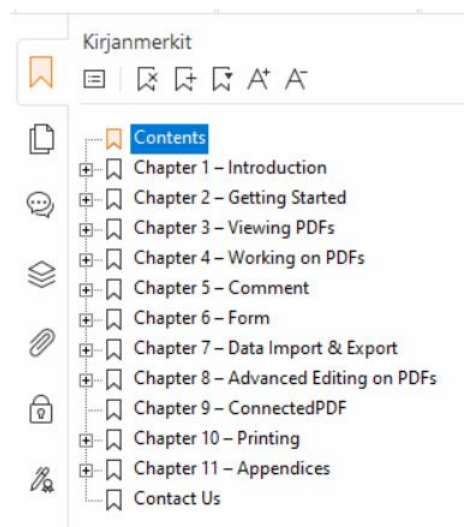 Kirjanmerkit
A+ A-
Contents
Chapter 1 – Introduction
Chapter 2 – Getting Started
Chapter 3 – Viewing PDFs
Chapter 4 – Working on PDFs
Chapter 5 – Comment
Chapter 6 – Form
Chapter 7 – Data Import & Export
Chapter 8 – Advanced Editing on PDFs
Chapter 9 – ConnectedPDF
Chapter 10 – Printing
Chapter 11 – Appendices
Contact Us